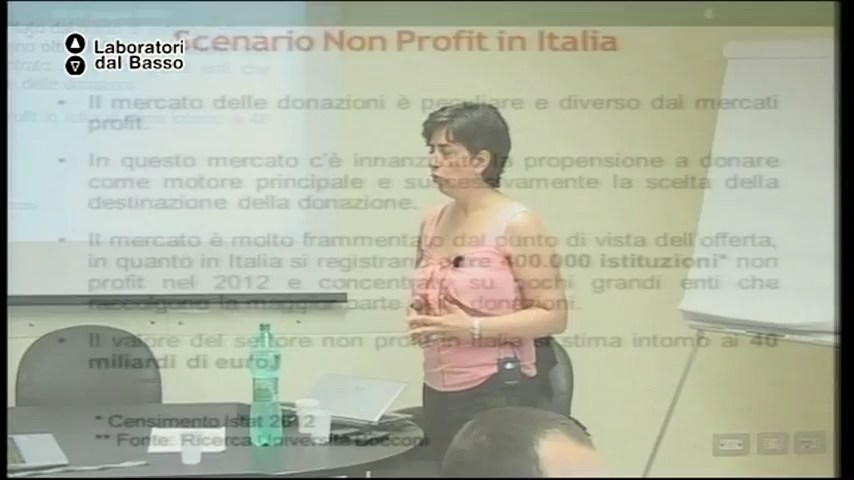 Laboratori
dal Basso
Scenario Non Profit in Italia
• Il mercato delle donazioni è peculiare e diverso dai mercati
profit.
• In questo mercato c'è innanzitutto la propensione a donare
come motore principale e successivamente la scelta della
destinazione della donazione.
• Il mercato è molto frammentato dal punto di vista dell'offerta,
in quanto in Italia si registrano oltre 400.000 istituzioni* non
profit nel 2012 e concentrato su pochi grandi enti che
raccolgono la maggior parte delle donazioni.
• Il valore del settore non profit in Italia si stima intorno ai 40
miliardi di euro.
* Censimento Istat 2012
** Fonte: Ricerca Università Bocconi